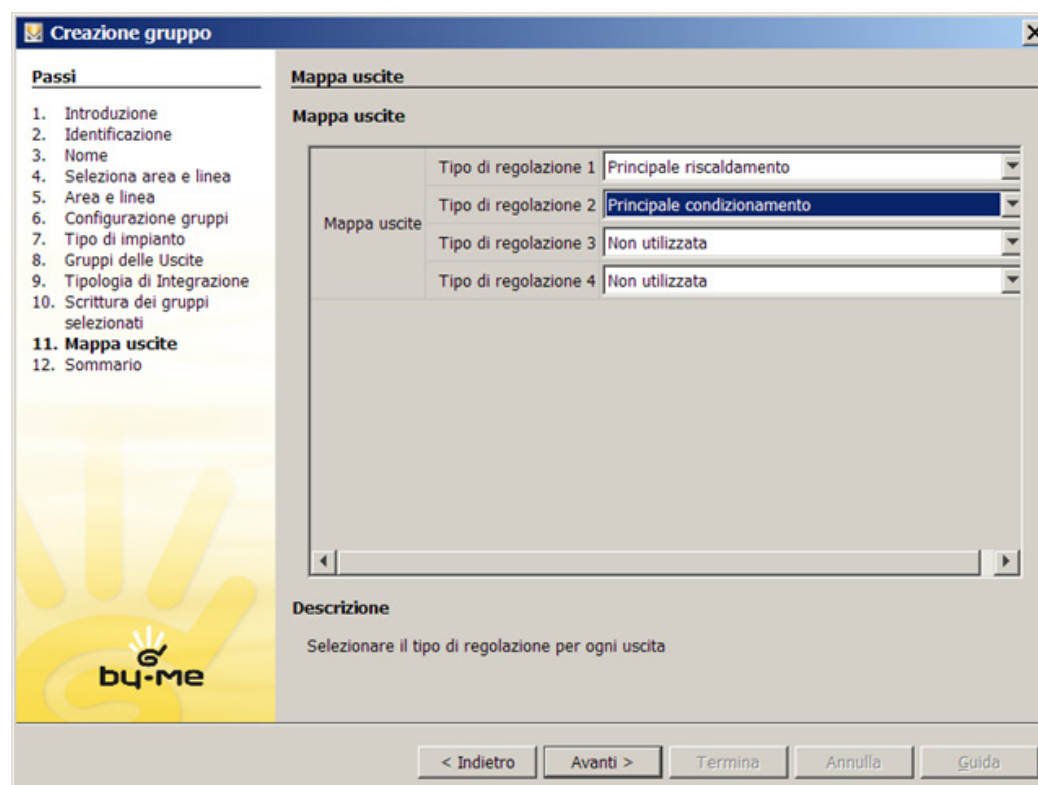 Creazione gruppo
Passi
1. Introduzione
2. Identificazione
3. Nome
4. Seleziona area e linea
5. Area e linea
6. Configurazione gruppi
7. Tipo di impianto
8. Gruppi delle Uscite
9. Tipologia di Integrazione
10. Scrittura dei gruppi
selezionati
11. Mappa uscite
12. Sommario
by-me
Mappa uscite
Mappa uscite
Mappa uscite
Tipo di regolazione 1 Principale riscaldamento
Tipo di regolazione 2 Principale condizionamento
Tipo di regolazione 3 Non utilizzata
Tipo di regolazione 4 Non utilizzata
Descrizione
Selezionare il tipo di regolazione per ogni uscita
< Indietro Avanti > Termina Annulla Guida